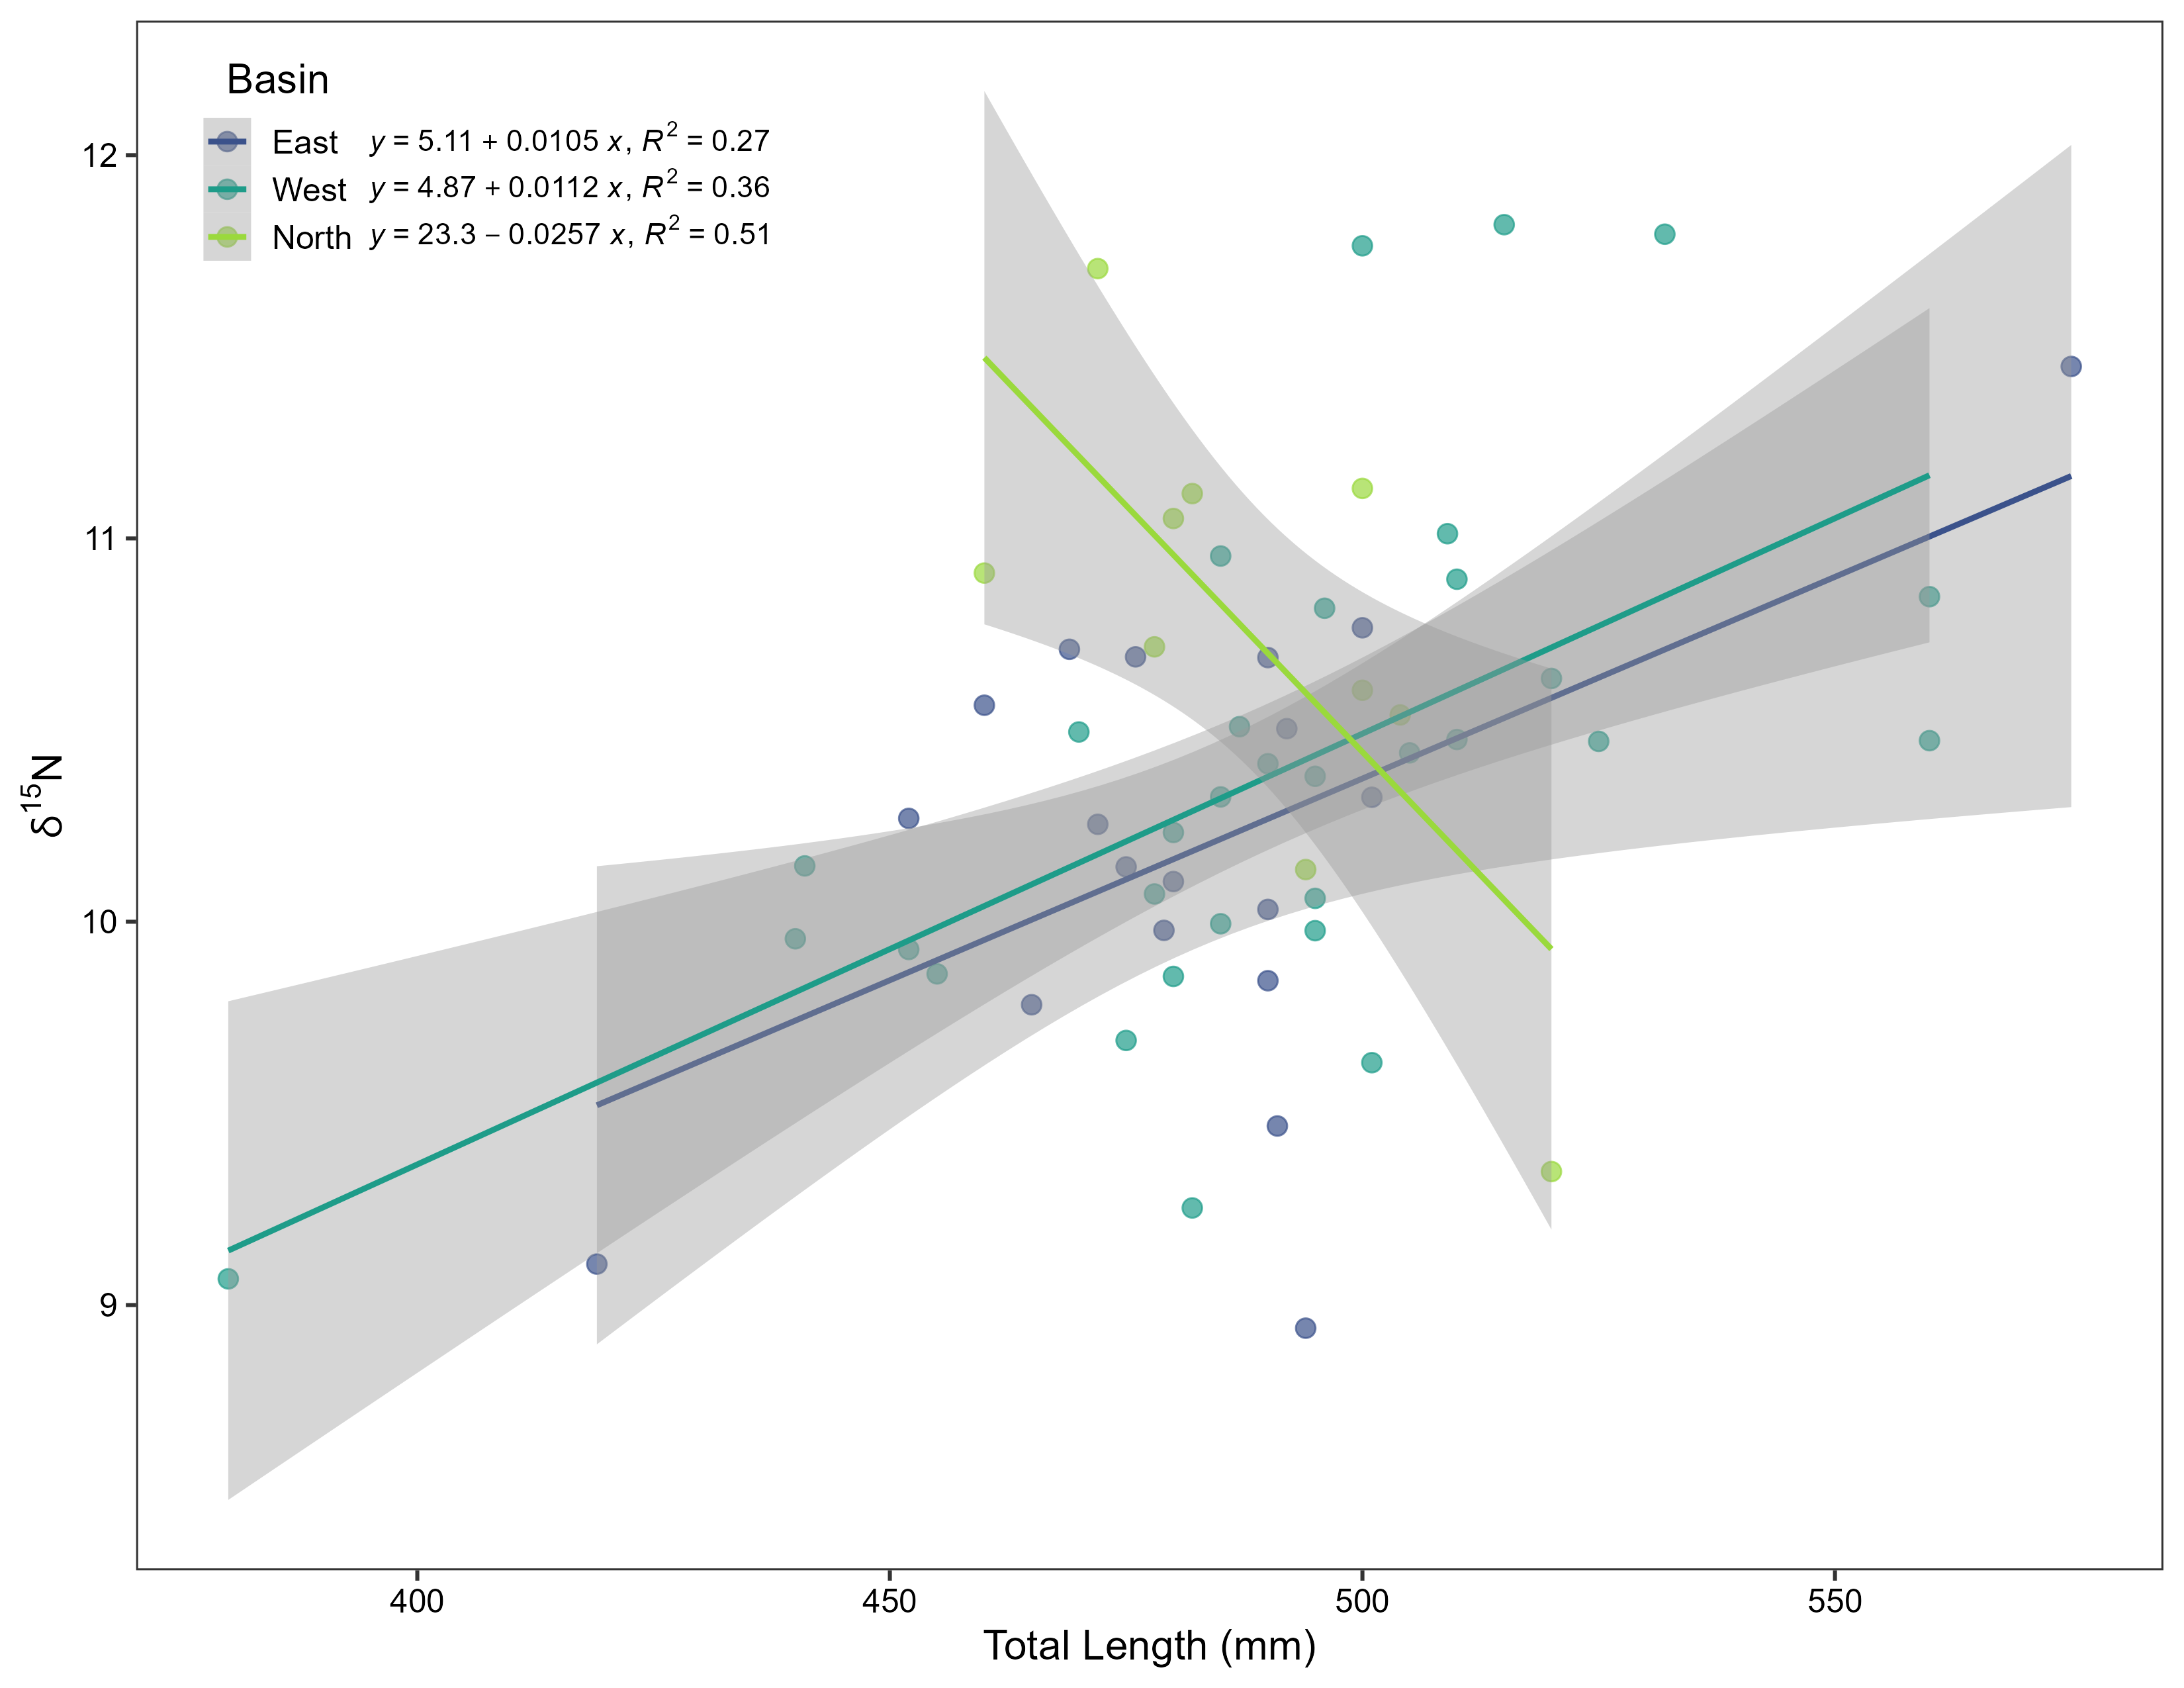 Basin
East y = 5.11 + 0.0105 x, R² = 0.27
West y = 4.87 + 0.0112 x, R² = 0.36
North y = 23.3 − 0.0257 x, R² = 0.51
12
11
10
9
δ¹⁵N
400 450 500 550
Total Length (mm)